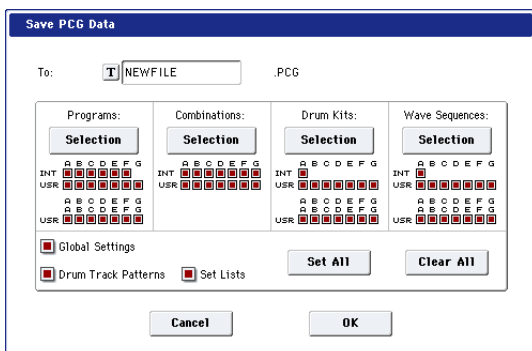 Save PCG Data
To: T NEWFILE .PCG
Programs: Combinations: Drum Kits: Wave Sequences:
Selection Selection Selection Selection
A B C D E F G A B C D E F G A B C D E F G A B C D E F G
INT INT INT INT
USR USR USR USR
A B C D E F G A B C D E F G A B C D E F G
A B C D E F G A B C D E F G A B C D E F G
USR USR USR
Global Settings
Drum Track Patterns Set Lists Set All Clear All
Cancel OK